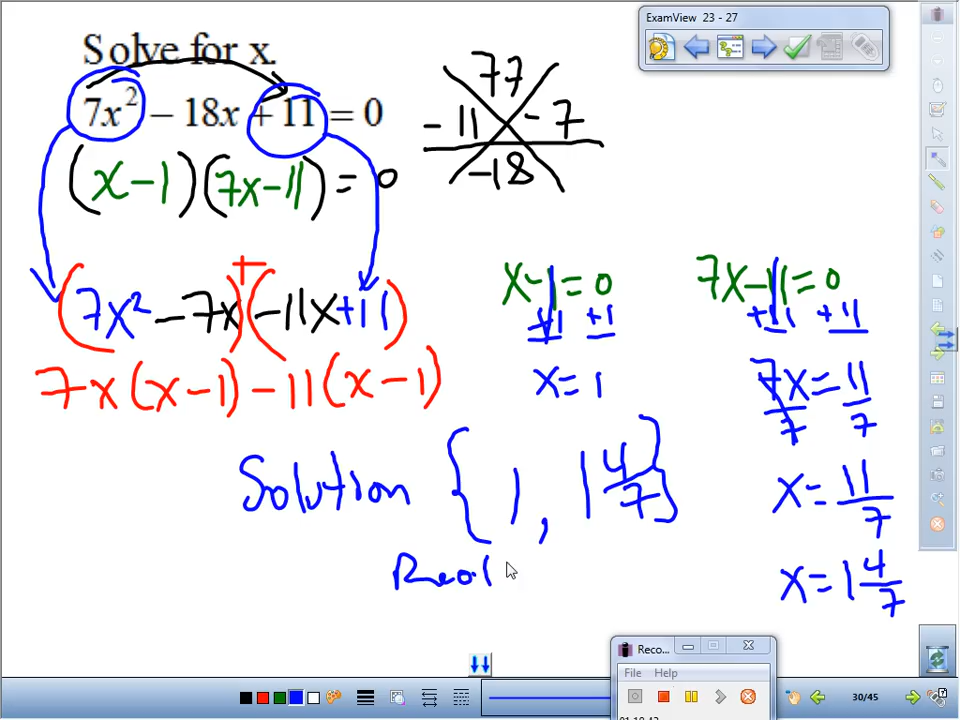 ExamView 23 - 27
Solve for x.
7x² − 18x + 11 = 0
77
-11 -7
-18
(x-1)(7x-11) = 0
(7x² - 7x) + (-11x + 11)
7x(x-1) -11(x-1)
x-1=0
+1 +1
x=1
7x-11=0
+11 +11
7x=11
7 7
x=11/7
x=1 4/7
Solution {1, 1 4/7}
Real
Reco...
File Help
30/45